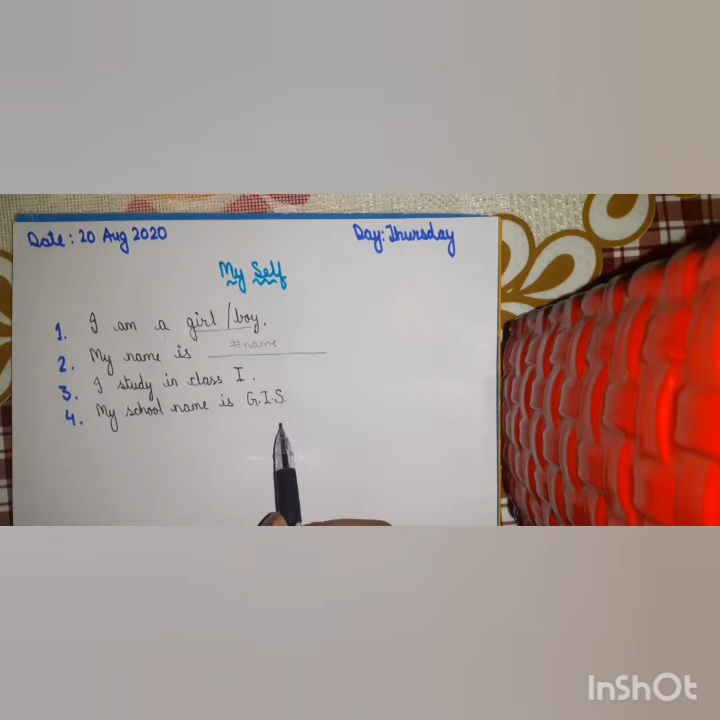 Date: 20 Aug 2020 Day: Thursday
My Self
1. I am a girl/boy.
2. My name is #name
3. I study in class I.
4. My school name is G.I.S.
InShOt